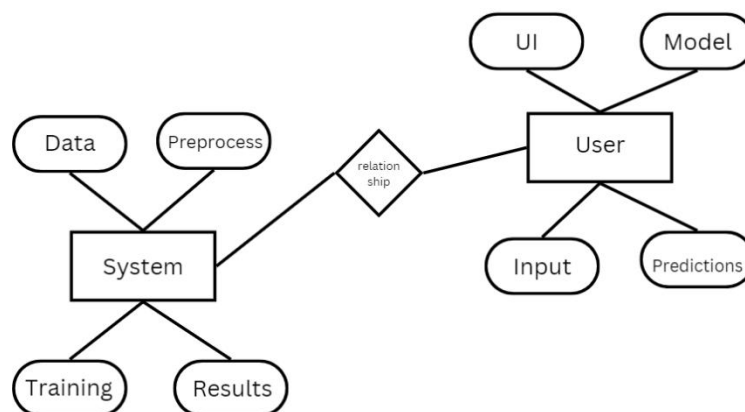 UI
Model
Data
Preprocess
User
relation
ship
System
Input
Predictions
Training
Results